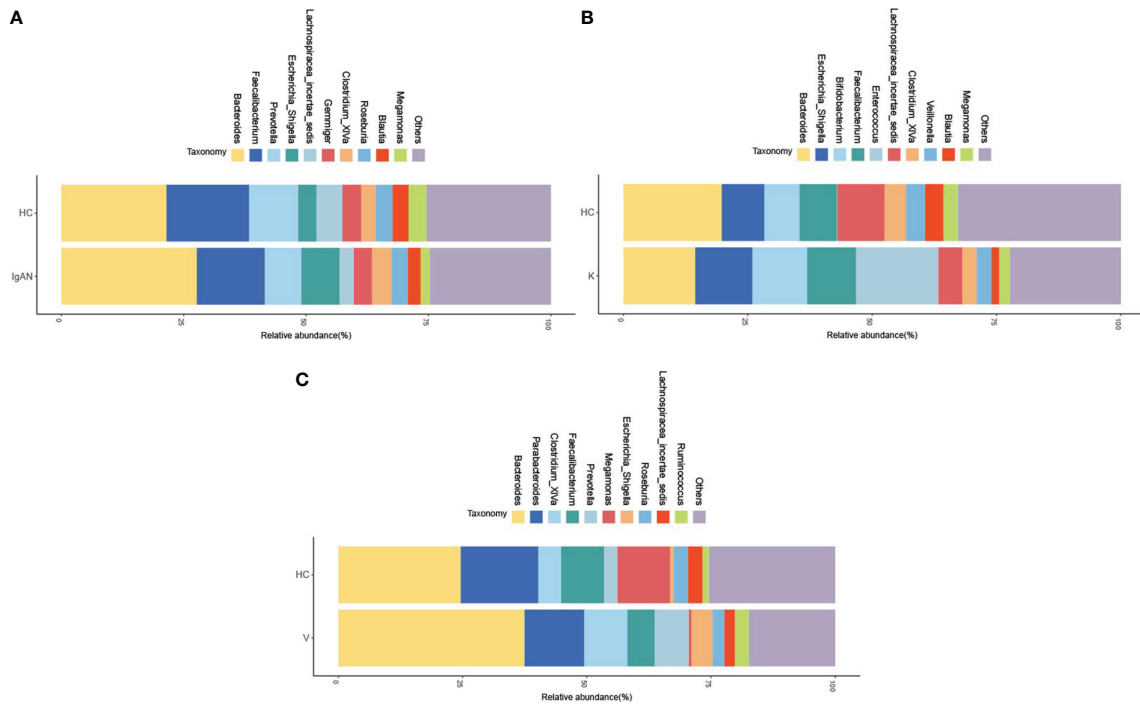 A
Lachnospiracea_incertae_sedis
Escherichia_Shigella
Faecalibacterium
Clostridium_XIVa
Bacteroides
Prevotella
Gemmiger
Roseburia
Blautia
Megamonas
Others
Taxonomy
HC
IgAN
0
25
50
75
100
Relative abundance(%)
B
Bacteroides
Escherichia_Shigella
Bifidobacterium
Faecalibacterium
Enterococcus
Lachnospiracea_incertae_sedis
Clostridium_XIVa
Veillonella
Blautia
Megamonas
Others
Taxonomy
HC
K
0
25
50
75
100
Relative abundance(%)
C
Bacteroides
Parabacteroides
Clostridium_XIVa
Faecalibacterium
Prevotella
Megamonas
Escherichia_Shigella
Roseburia
Lachnospiracea_incertae_sedis
Ruminococcus
Others
Taxonomy
HC
V
0
25
50
75
100
Relative abundance(%)